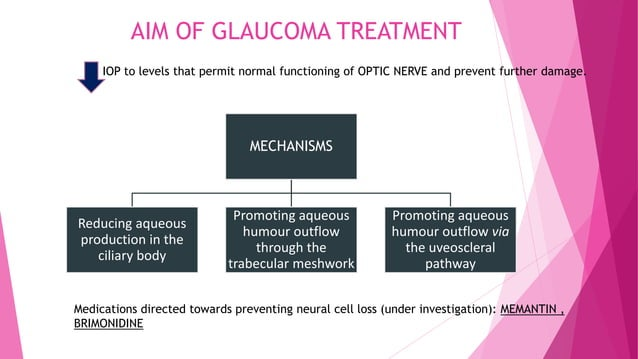 AIM OF GLAUCOMA TREATMENT
IOP to levels that permit normal functioning of OPTIC NERVE and prevent further damage.
MECHANISMS
Reducing aqueous
production in the
ciliary body
Promoting aqueous
humour outflow
through the
trabecular meshwork
Promoting aqueous
humour outflow via
the uveoscleral
pathway
Medications directed towards preventing neural cell loss (under investigation): MEMANTIN ,
BRIMONIDINE